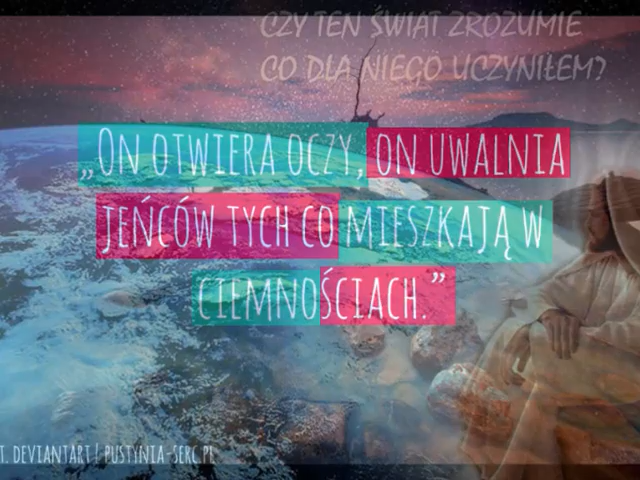 CZY TEN ŚWIAT ZROZUMIE
CO DLA NIEGO UCZYNIŁEM?
„ON OTWIERA OCZY, ON UWALNIA
JEŃCÓW TYCH CO MIESZKAJĄ W
CIEMNOŚCIACH.”
T. DEVIANTART | PUSTYNIA-SERC.PL